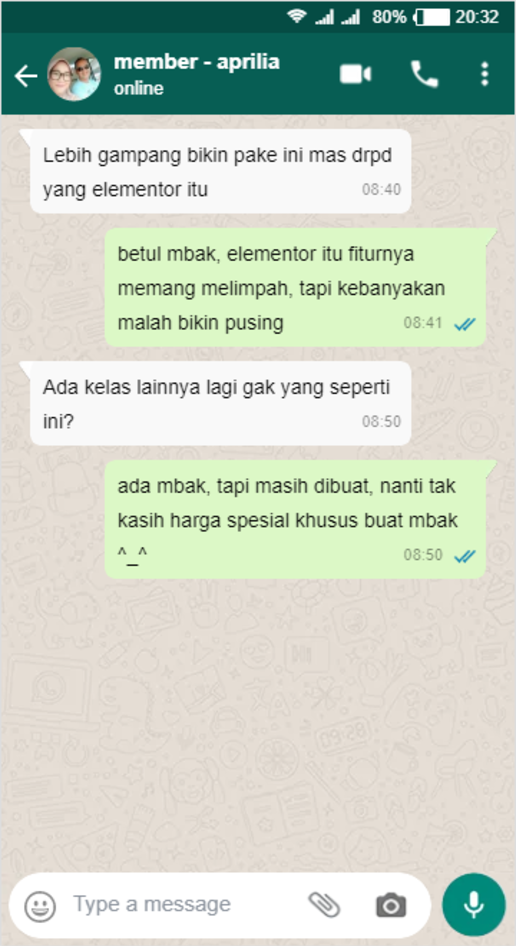 80% 20:32
member - aprilia
online
Lebih gampang bikin pake ini mas drpd
yang elementor itu 08:40
betul mbak, elementor itu fiturnya
memang melimpah, tapi kebanyakan
malah bikin pusing 08:41
Ada kelas lainnya lagi gak yang seperti
ini? 08:50
ada mbak, tapi masih dibuat, nanti tak
kasih harga spesial khusus buat mbak
^_^ 08:50
Type a message